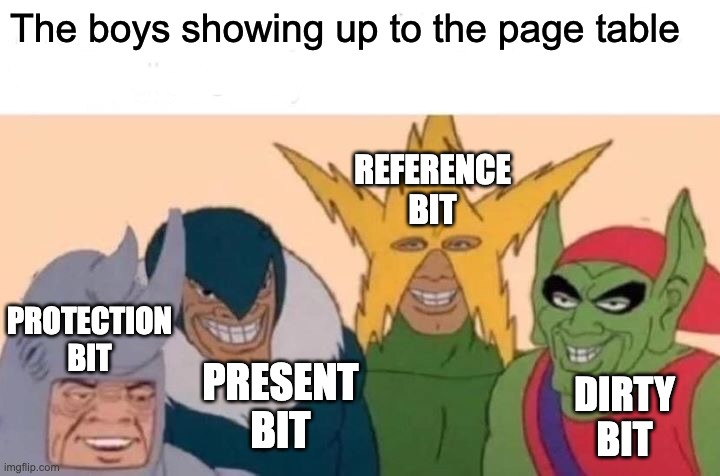 The boys showing up to the page table
REFERENCE
BIT
PROTECTION
BIT
PRESENT
BIT
DIRTY
BIT
imgflip.com